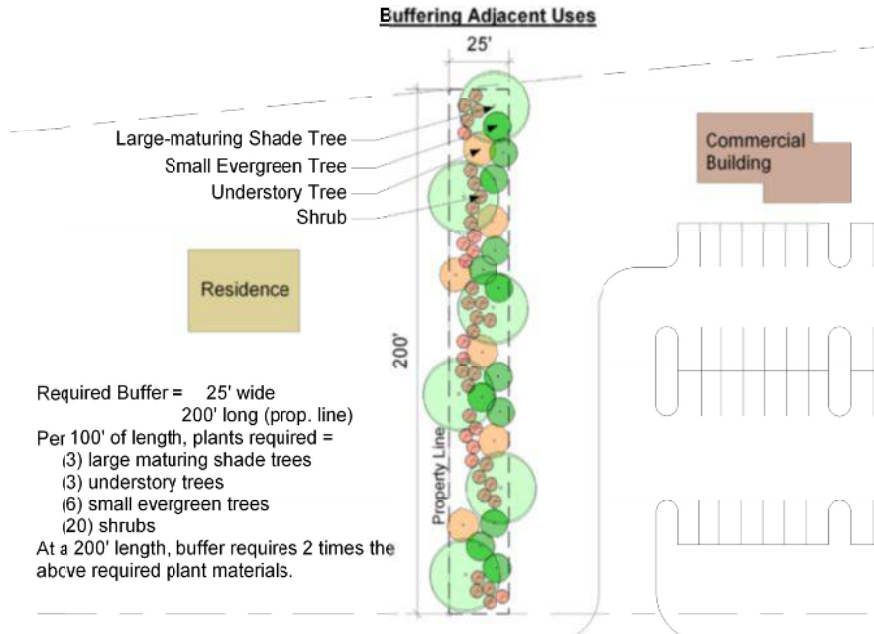 Buffering Adjacent Uses
25'
Large-maturing Shade Tree
Small Evergreen Tree
Understory Tree
Shrub
Commercial
Building
Residence
200'
Property Line
Required Buffer = 25' wide
200' long (prop. line)
Per 100' of length, plants required =
(3) large maturing shade trees
(3) understory trees
(6) small evergreen trees
(20) shrubs
At a 200' length, buffer requires 2 times the
above required plant materials.